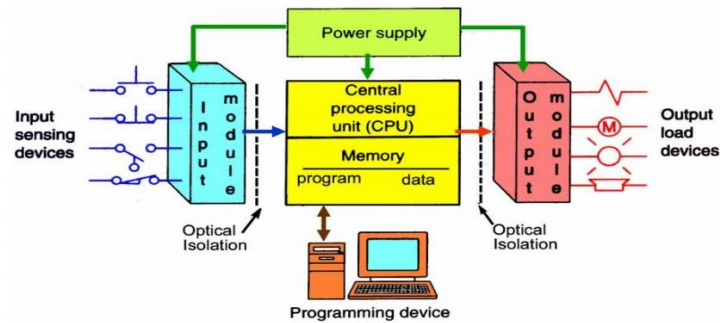 Power supply
Input
sensing
devices
Input
module
Central
processing
unit (CPU)
Memory
program data
Output
module
M
Output
load
devices
Optical
Isolation
Optical
Isolation
Programming device